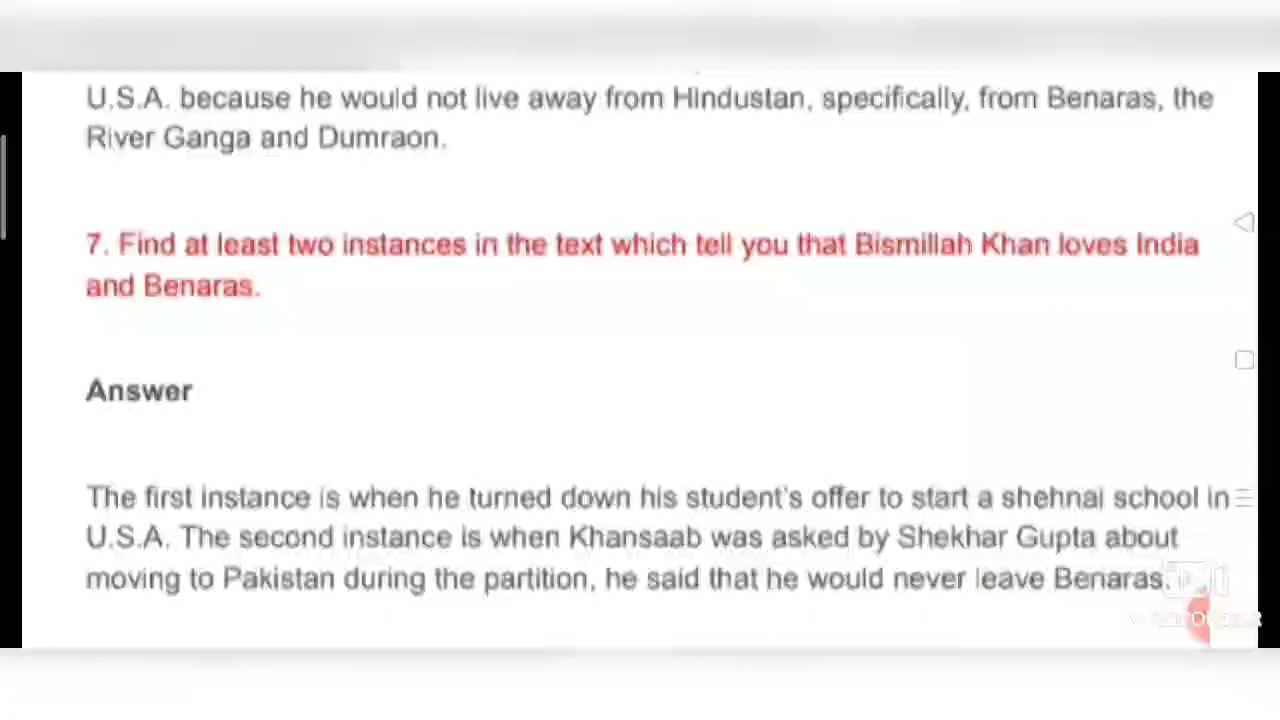 U.S.A. because he would not live away from Hindustan, specifically, from Benaras, the
River Ganga and Dumraon.
7. Find at least two instances in the text which tell you that Bismillah Khan loves India
and Benaras.
Answer
The first instance is when he turned down his student's offer to start a shehnai school in
U.S.A. The second instance is when Khansaab was asked by Shekhar Gupta about
moving to Pakistan during the partition, he said that he would never leave Benaras.